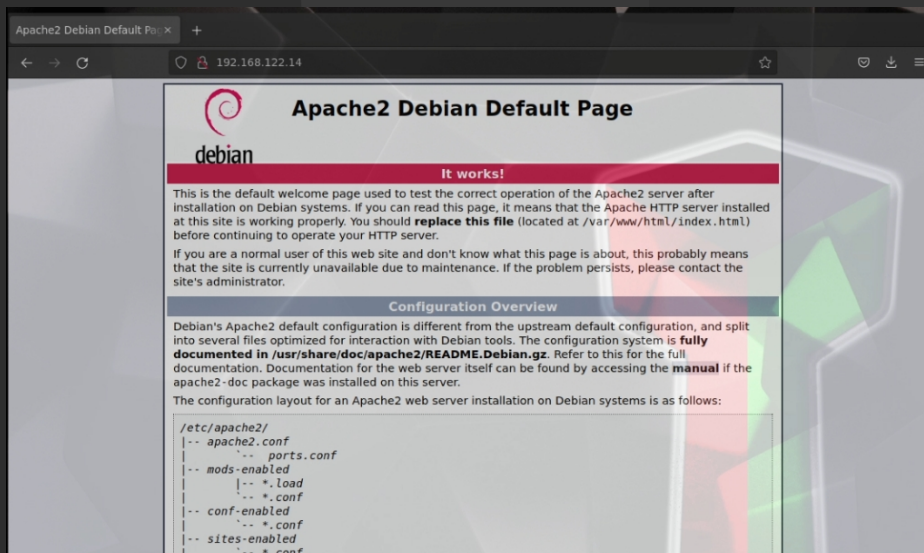 Apache2 Debian Default Pag
192.168.122.14
Apache2 Debian Default Page
debian
It works!
This is the default welcome page used to test the correct operation of the Apache2 server after
installation on Debian systems. If you can read this page, it means that the Apache HTTP server installed
at this site is working properly. You should replace this file (located at /var/www/html/index.html)
before continuing to operate your HTTP server.
If you are a normal user of this web site and don't know what this page is about, this probably means
that the site is currently unavailable due to maintenance. If the problem persists, please contact the
site's administrator.
Configuration Overview
Debian's Apache2 default configuration is different from the upstream default configuration, and split
into several files optimized for interaction with Debian tools. The configuration system is fully
documented in /usr/share/doc/apache2/README.Debian.gz. Refer to this for the full
documentation. Documentation for the web server itself can be found by accessing the manual if the
apache2-doc package was installed on this server.
The configuration layout for an Apache2 web server installation on Debian systems is as follows:
/etc/apache2/
|-- apache2.conf
|       `--  ports.conf
|-- mods-enabled
|       |-- *.load
|       `-- *.conf
|-- conf-enabled
|       `-- *.conf
|-- sites-enabled
|       `-- *.conf